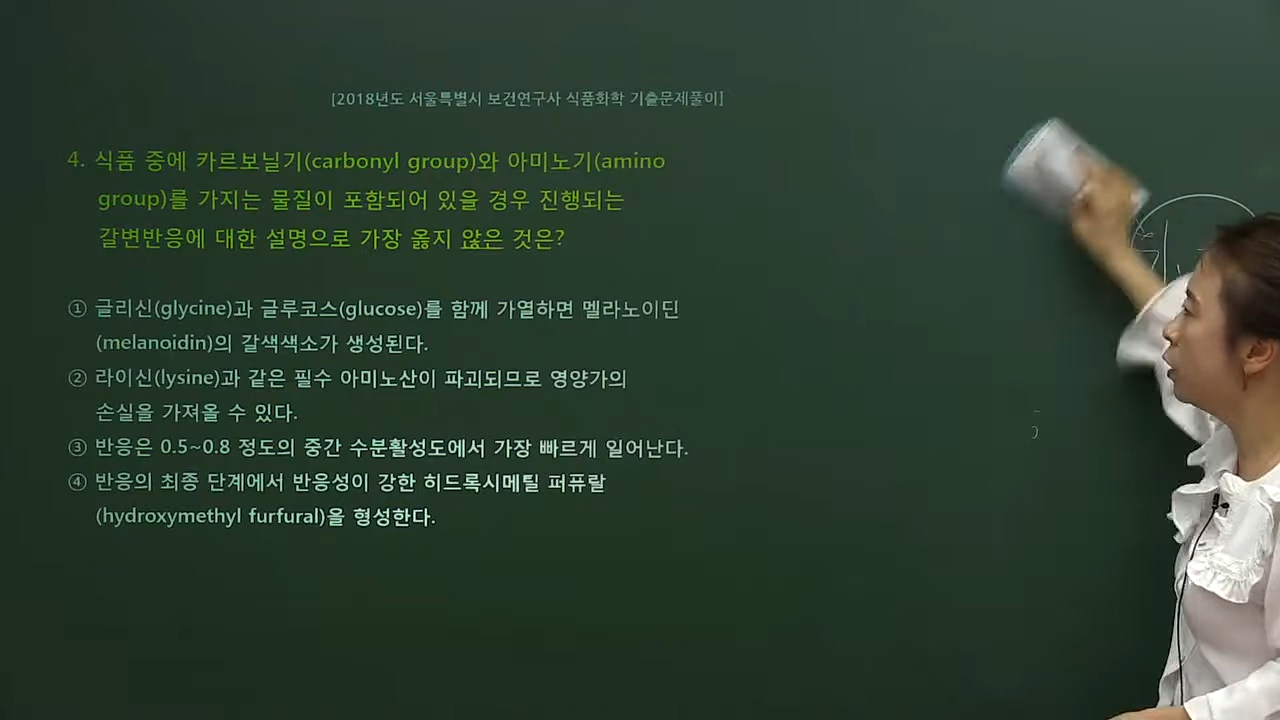 [2018년도 서울특별시 보건연구사 식품화학 기출문제풀이]
4. 식품 중에 카르보닐기(carbonyl group)와 아미노기(amino
group)를 가지는 물질이 포함되어 있을 경우 진행되는
갈변반응에 대한 설명으로 가장 옳지 않은 것은?
① 글리신(glycine)과 글루코스(glucose)를 함께 가열하면 멜라노이딘
(melanoidin)의 갈색색소가 생성된다.
② 라이신(lysine)과 같은 필수 아미노산이 파괴되므로 영양가의
손실을 가져올 수 있다.
③ 반응은 0.5~0.8 정도의 중간 수분활성도에서 가장 빠르게 일어난다.
④ 반응의 최종 단계에서 반응성이 강한 히드록시메틸 퍼퓨랄
(hydroxymethyl furfural)을 형성한다.